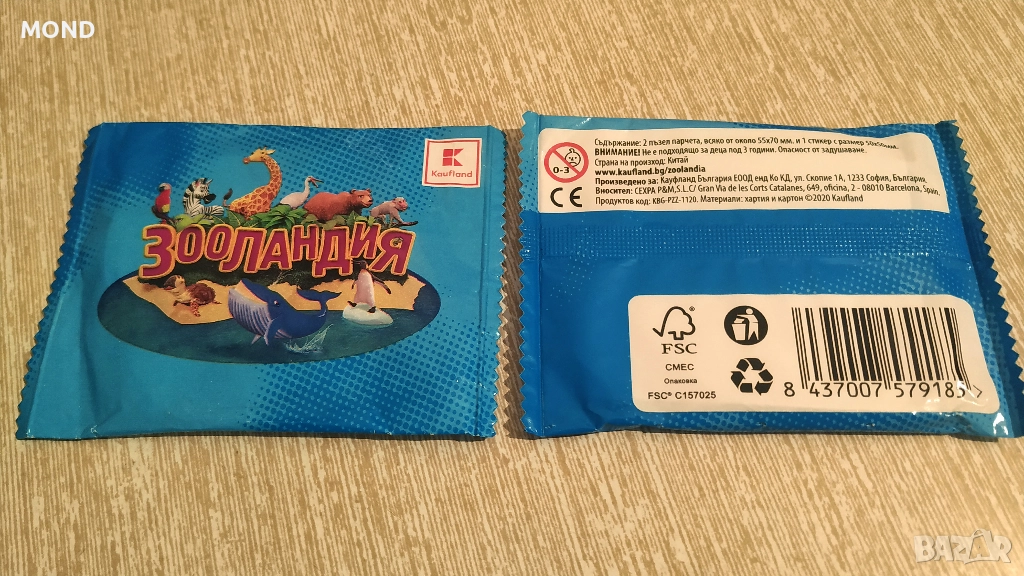 MOND
K
Kaufland
ЗООЛАНДИЯ
Съдържание: 2 пъзел парчета, всяко от около 55x70 мм. и 1 стикер с размер 50x50мм.
ВНИМАНИЕ! Не е подходящо за деца под 3 години. Опасност от задушаване.
Страна на произход: Китай
www.kaufland.bg/zoolandia
Произведено за: Кауфланд България ЕООД енд Ко КД, ул. Скопие 1А, 1233 София, България.
Вносител: CEXPA P&M,S.L.C/ Gran Via de les Corts Catalanes, 649, oficina, 2 - 08010 Barcelona, Spain.
Продуктов код: KBG-PZZ-1120. Материали: хартия и картон ©2020 Kaufland
0-3
CE
FSC
СМЕС
Опаковка
FSC® C157025
8 437007 579185 >
BAZAR